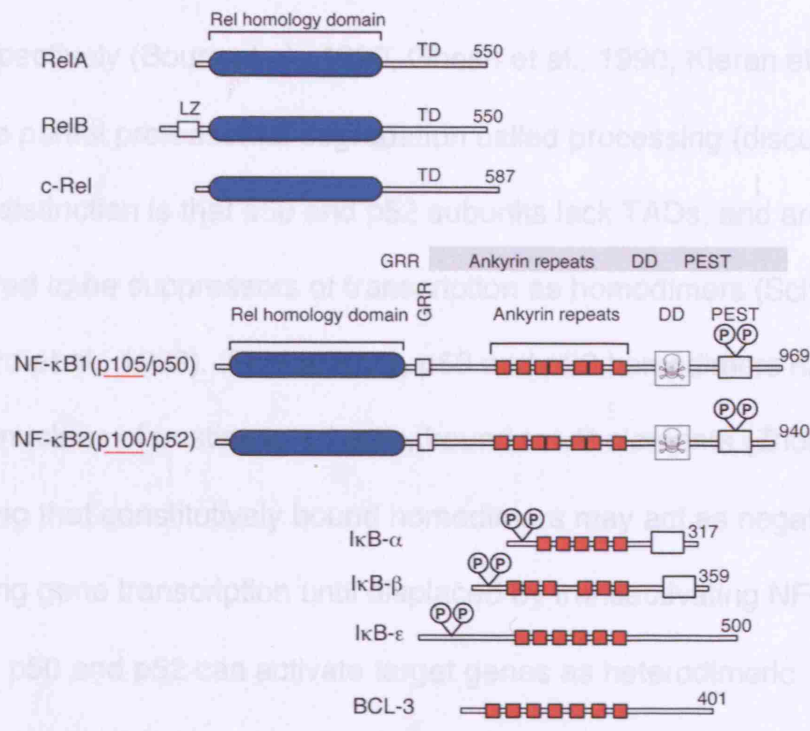 Rel homology domain
RelA TD 550
LZ
RelB TD 550
c-Rel TD 587
GRR Ankyrin repeats DD PEST
Rel homology domain GRR Ankyrin repeats DD PEST
P P
NF-κB1(p105/p50) 969
P P
NF-κB2(p100/p52) 940
P P
IκB-α 317
P P
IκB-β 359
P P
IκB-ε 500
BCL-3 401